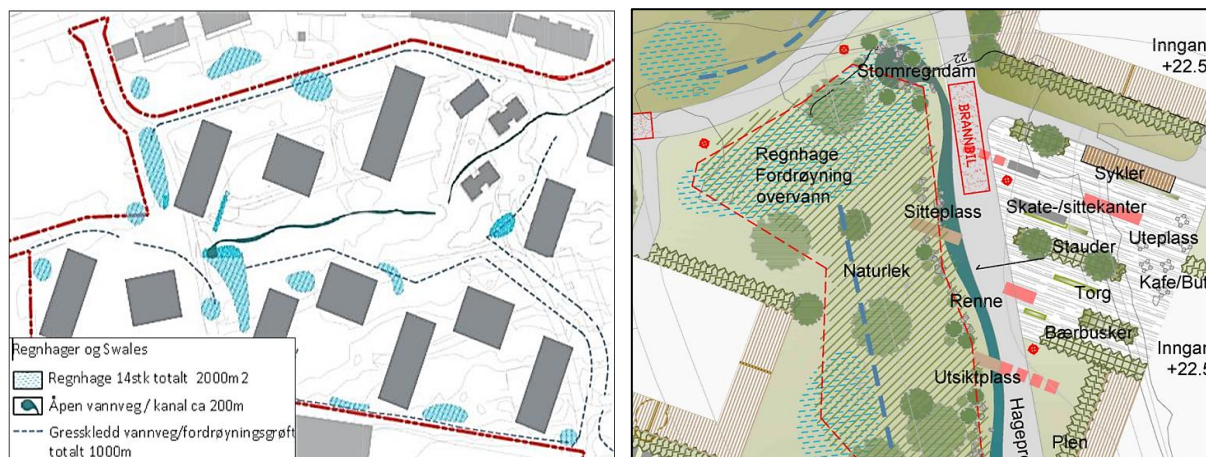 Regnhager og Swales
Regnhage 14stk totalt 2000m2
Åpen vannveg / kanal ca 200m
Gresskledd vannveg/fordrøyningsgrøft
totalt 1000m
22
Stormregndam
Inngan
+22.5
BRANNBIL
Regnhage
Fordrøyning
overvann
Sykler
Sitteplass
Skate-/sittekanter
Uteplass
Stauder
Naturlek
Kafe/But
Renne
Torg
Bærbusker
Inngan
+22.5
Utsiktplass
Hagepro
Plen